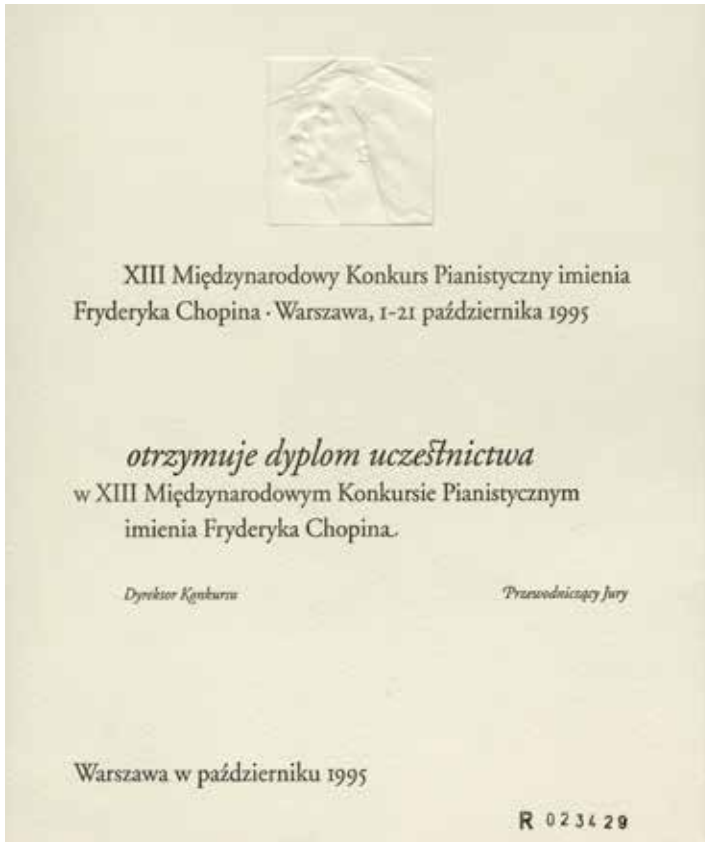 XIII Międzynarodowy Konkurs Pianistyczny imienia
Fryderyka Chopina · Warszawa, 1-21 października 1995
otrzymuje dyplom uczestnictwa
w XIII Międzynarodowym Konkursie Pianistycznym
imienia Fryderyka Chopina.
Dyrektor Konkursu Przewodniczący Jury
Warszawa w październiku 1995
R 023429